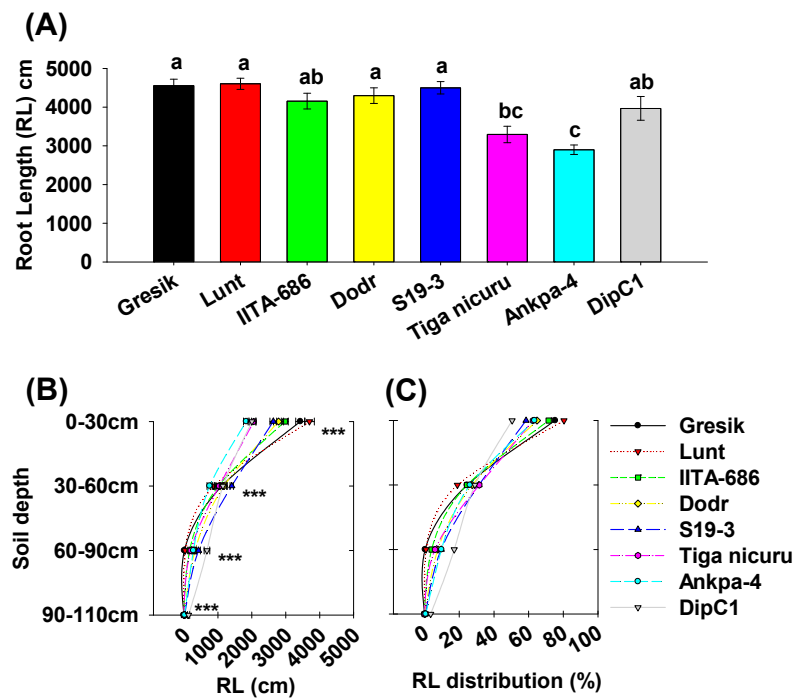 (A)
Root Length (RL) cm
5000
4000
3000
2000
1000
0
a
a
ab
a
a
bc
c
ab
Gresik
Lunt
IITA-686
Dodr
S19-3
Tiga nicuru
Ankpa-4
DipC1
(B)
Soil depth
0-30cm
30-60cm
60-90cm
90-110cm
***
***
***
***
0 1000 2000 3000 4000 5000
RL (cm)
(C)
0 20 40 60 80 100
RL distribution (%)
Gresik
Lunt
IITA-686
Dodr
S19-3
Tiga nicuru
Ankpa-4
DipC1